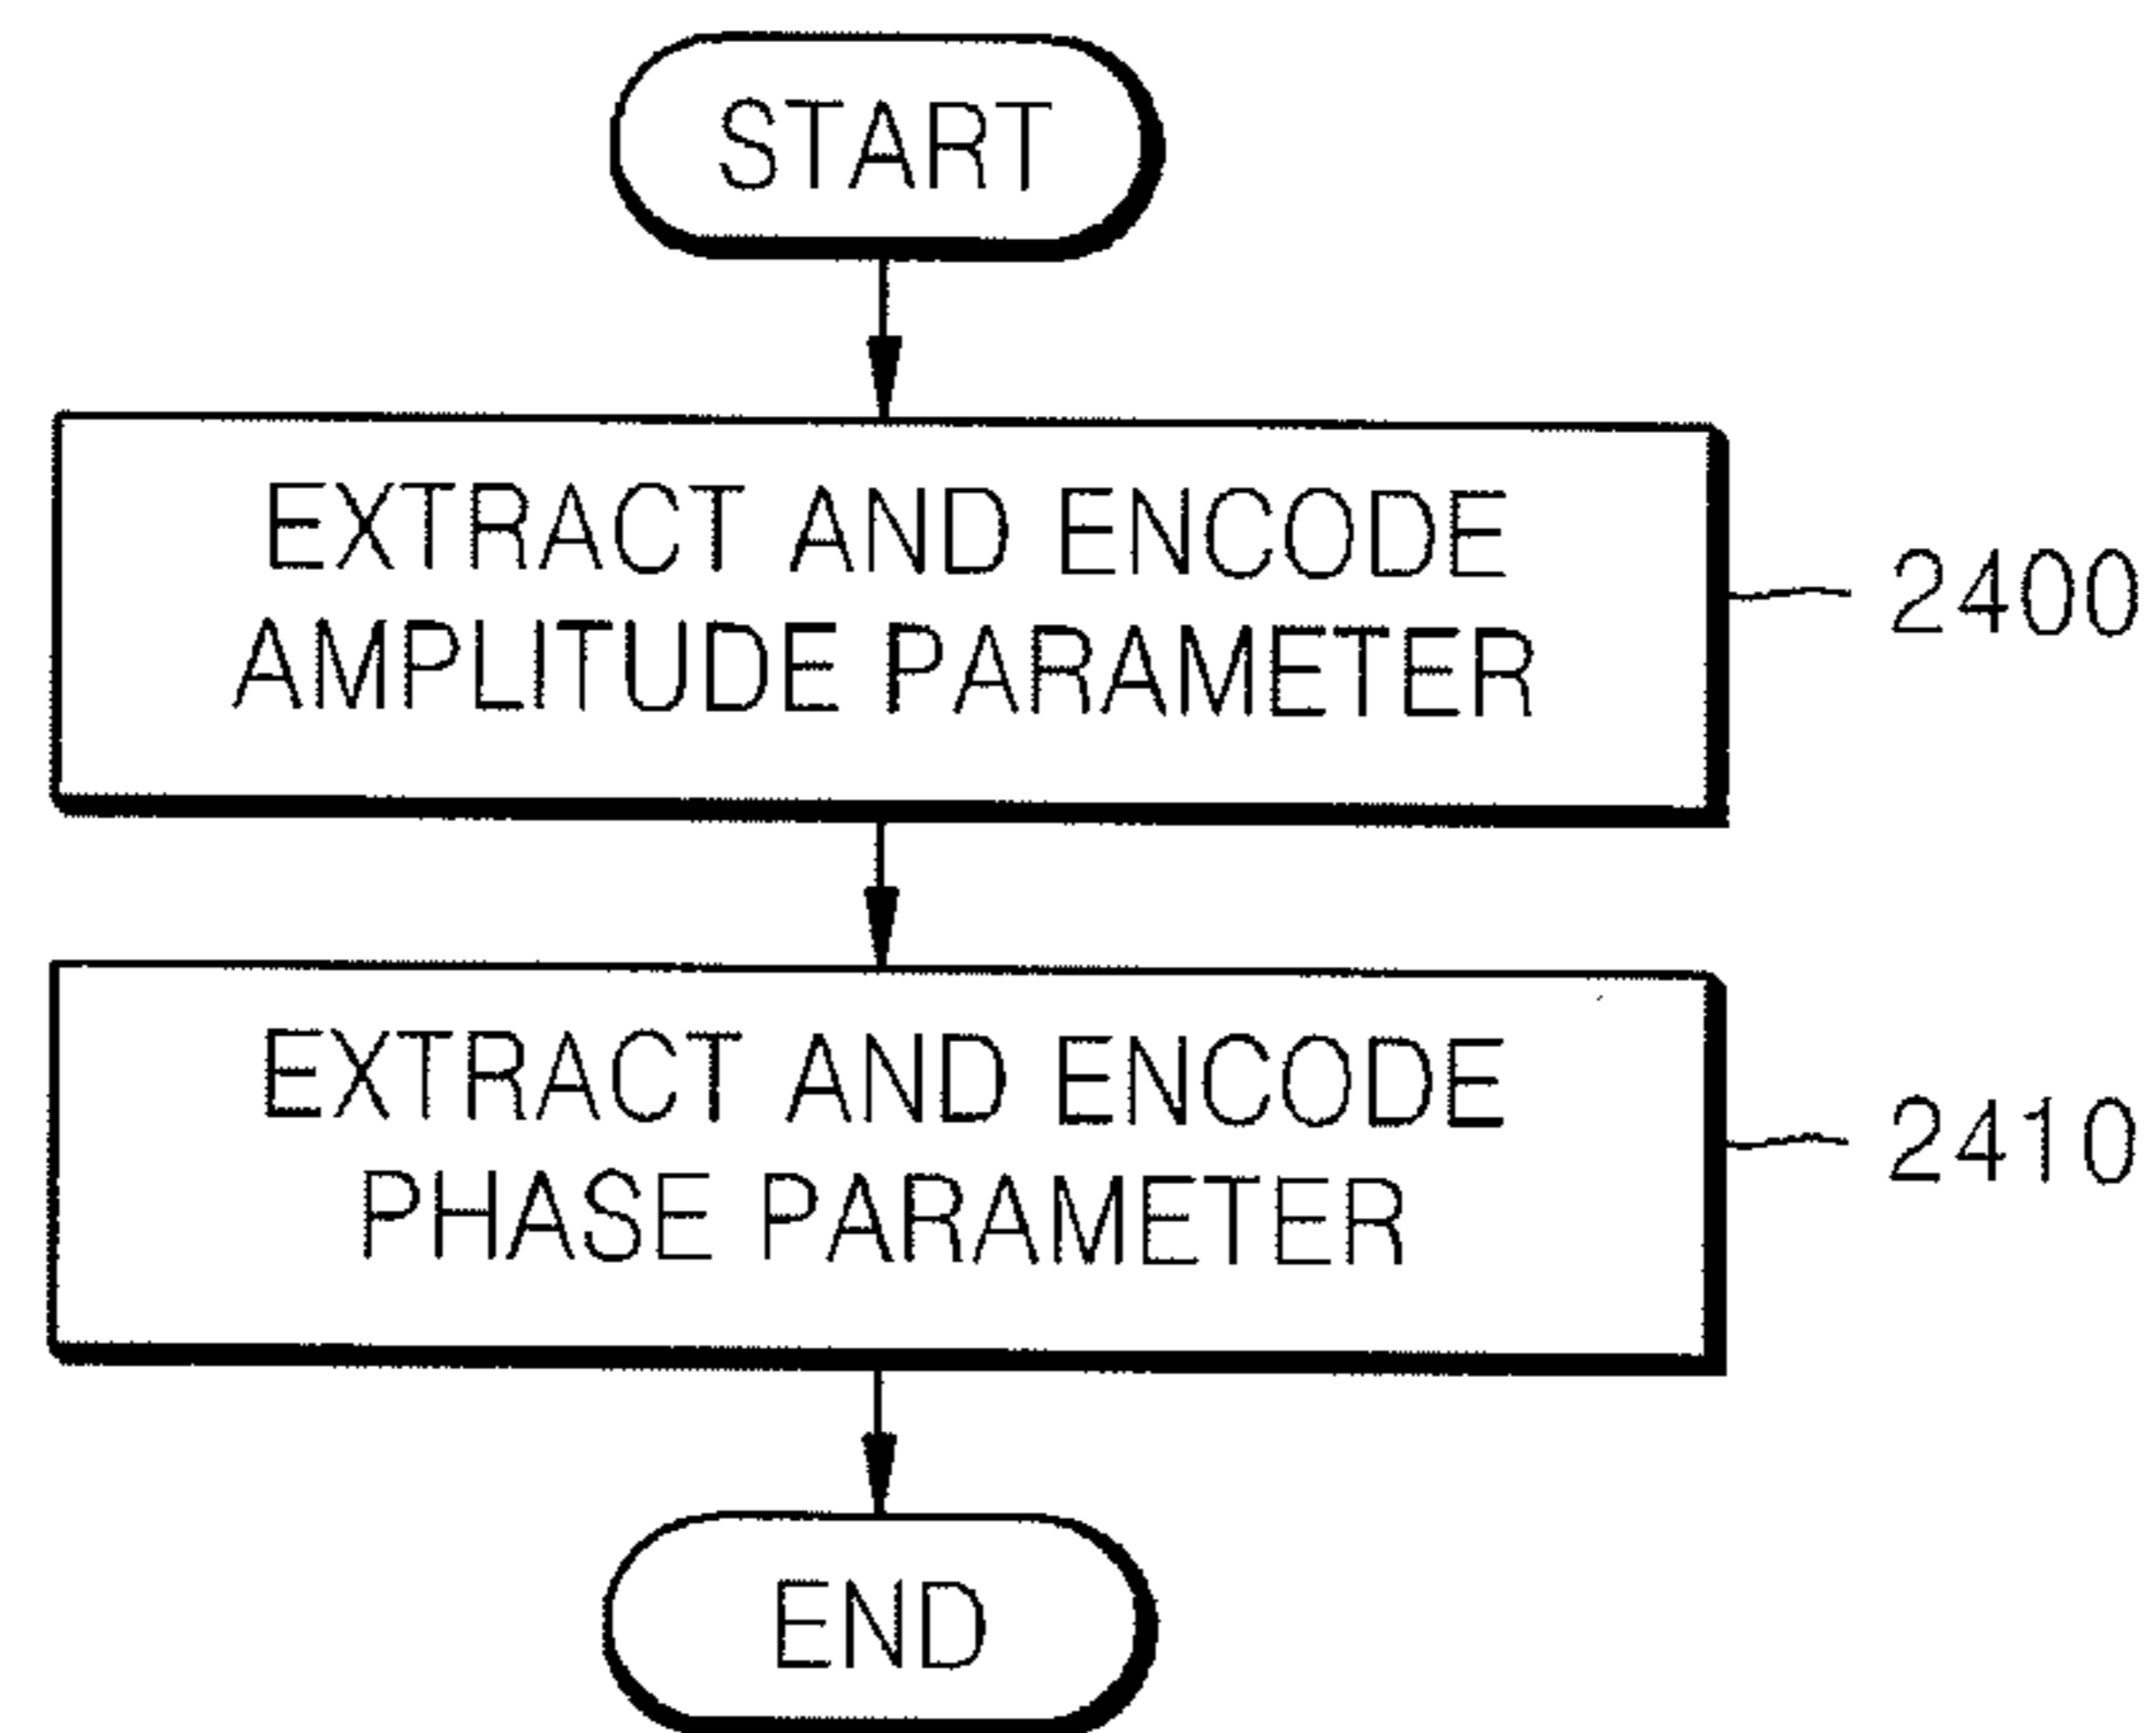 START
EXTRACT AND ENCODE
AMPLITUDE PARAMETER
2400
EXTRACT AND ENCODE
PHASE PARAMETER
2410
END